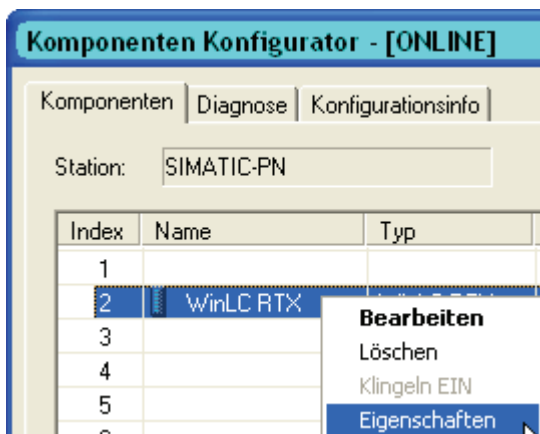 Komponenten Konfigurator - [ONLINE]
Komponenten Diagnose Konfigurationsinfo
Station: SIMATIC-PN
Index Name Typ
1
2 WinLC RTX
Bearbeiten
3
Löschen
4
Klingeln EIN
5
Eigenschaften